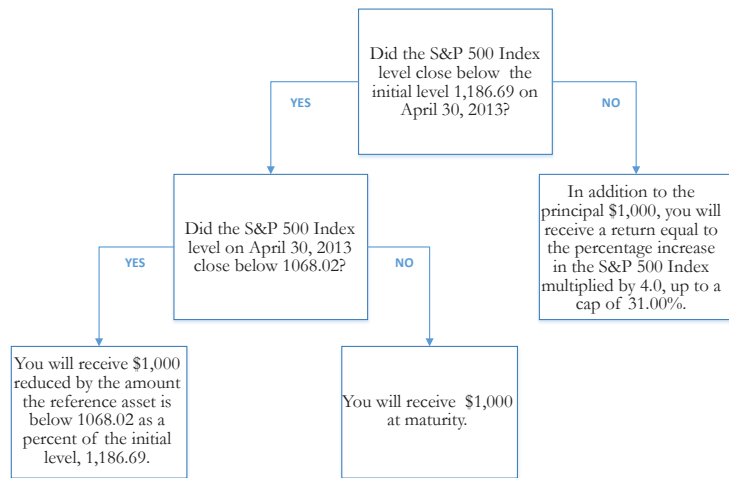 Did the S&P 500 Index
level close below the
initial level 1,186.69 on
April 30, 2013?
YES
NO
Did the S&P 500 Index
level on April 30, 2013
close below 1068.02?
In addition to the
principal $1,000, you will
receive a return equal to
the percentage increase
in the S&P 500 Index
multiplied by 4.0, up to a
cap of 31.00%.
YES
NO
You will receive $1,000
reduced by the amount
the reference asset is
below 1068.02 as a
percent of the initial
level, 1,186.69.
You will receive $1,000
at maturity.